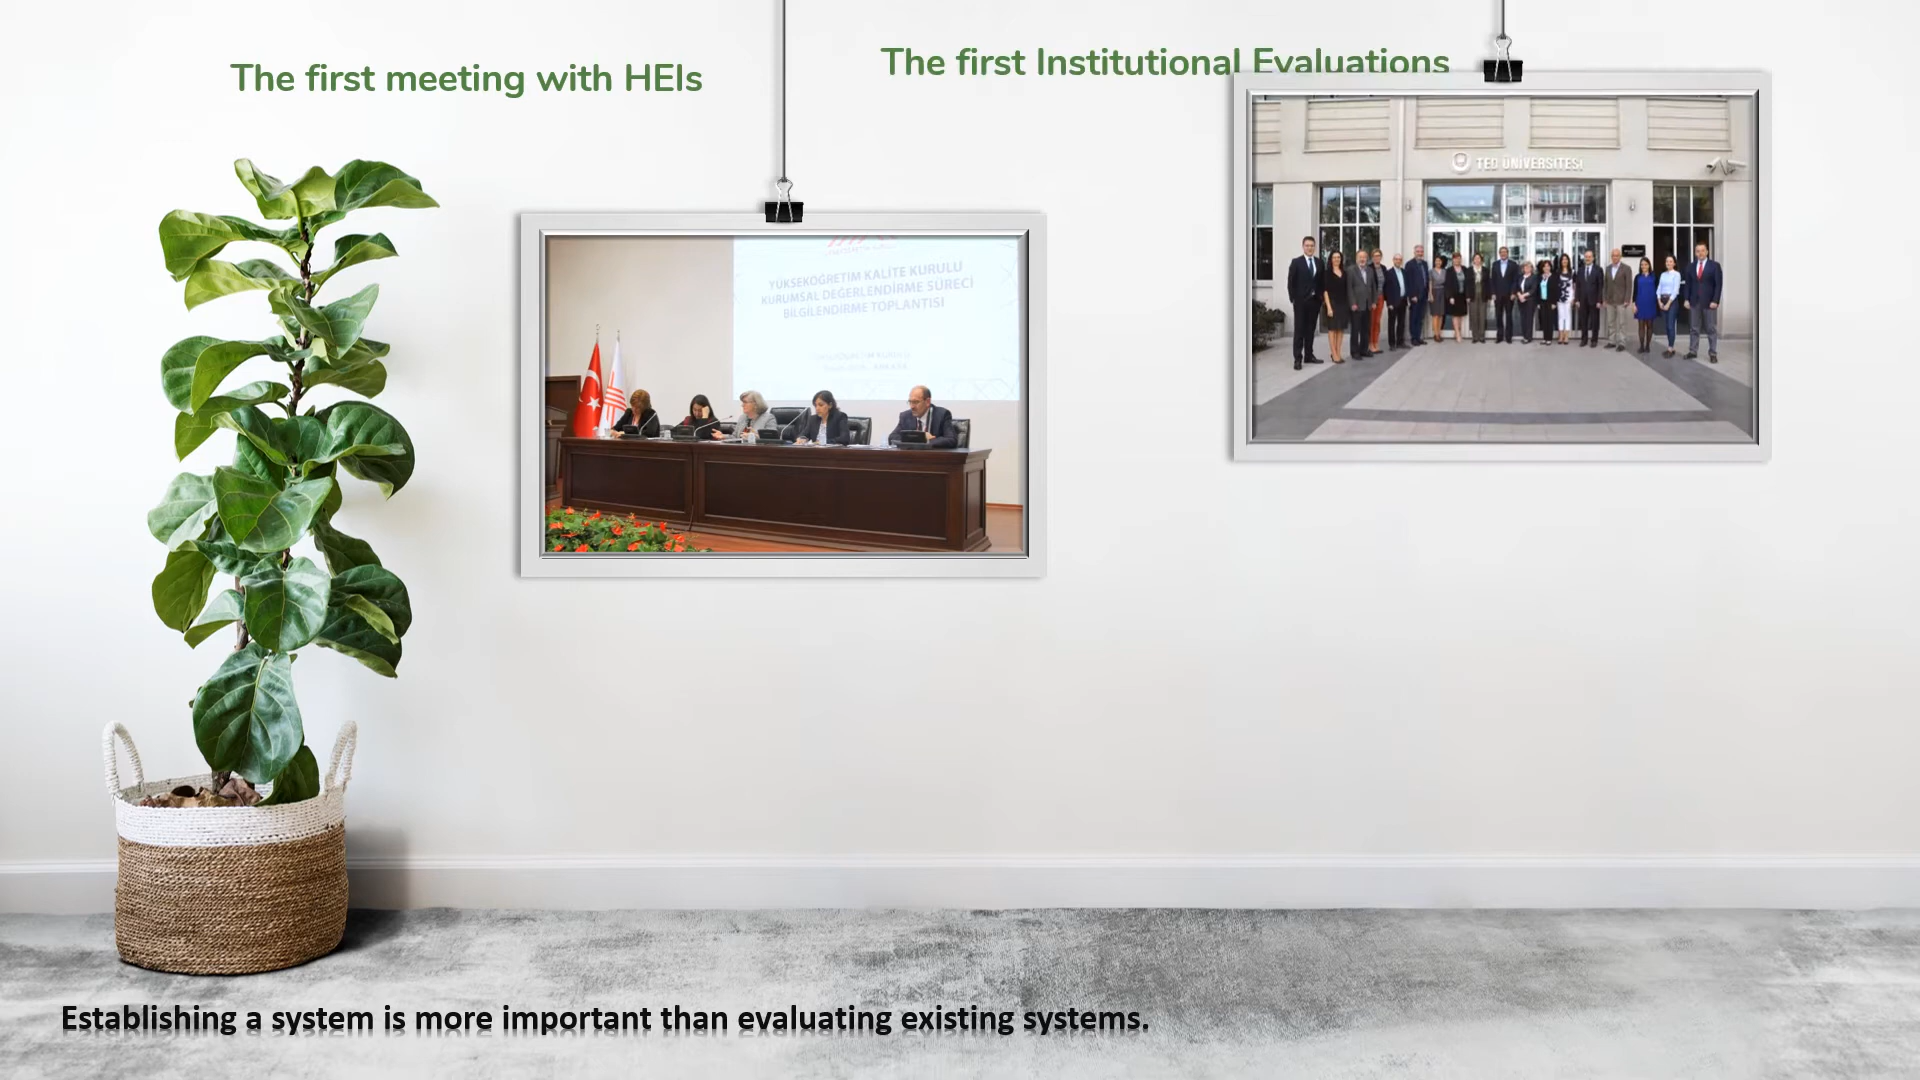 The first meeting with HEIs
The first Institutional Evaluations
TED ÜNİVERSİTESİ
YÜKSEKÖĞRETİM KALİTE KURULU
KURUMSAL DEĞERLENDİRME SÜRECİ
BİLGİLENDİRME TOPLANTISI
Establishing a system is more important than evaluating existing systems.